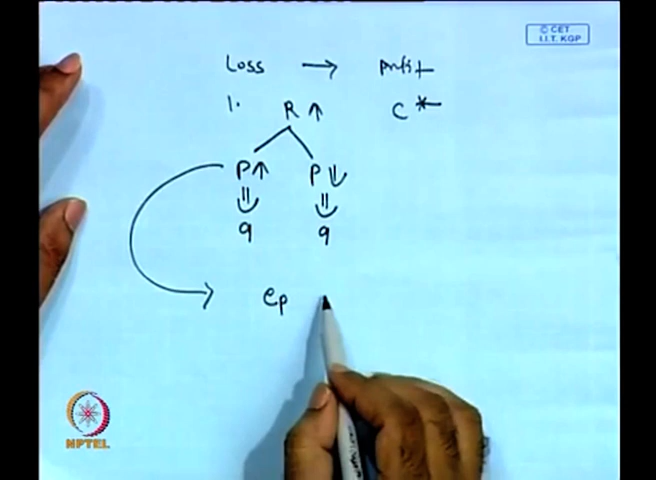 © CET
I.I.T. KGP
Loss → Profit
1. R ↑ C *
P↑ P⇓
⇓ ⇓
q q
→ ep
NPTEL